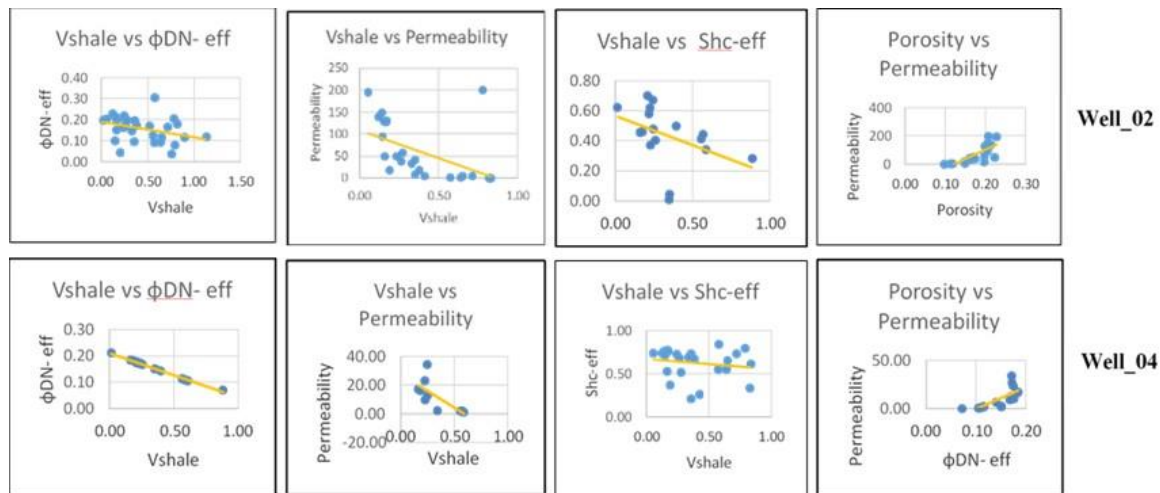 Vshale vs ϕDN- eff
ϕDN- eff
0.40
0.30
0.20
0.10
0.00
0.00 0.50 1.00 1.50
Vshale
Vshale vs Permeability
Permeability
250
200
150
100
50
0
0.00 0.50 1.00
Vshale
Vshale vs Shc-eff
0.80
0.60
0.40
0.20
0.00
0.00 0.50 1.00
Porosity vs
Permeability
Permeability
400
200
0
0.00 0.10 0.20 0.30
Porosity
Well_02
Vshale vs ϕDN- eff
ϕDN- eff
0.30
0.20
0.10
0.00
0.00 0.50 1.00
Vshale
Vshale vs
Permeability
Permeability
40.00
20.00
0.00
-20.00
0.00 0.50 1.00
Vshale
Vshale vs Shc-eff
Shc-eff
1.00
0.50
0.00
0.00 0.50 1.00
Vshale
Porosity vs
Permeability
Permeability
50.00
0.00
0.00 0.10 0.20
ϕDN- eff
Well_04